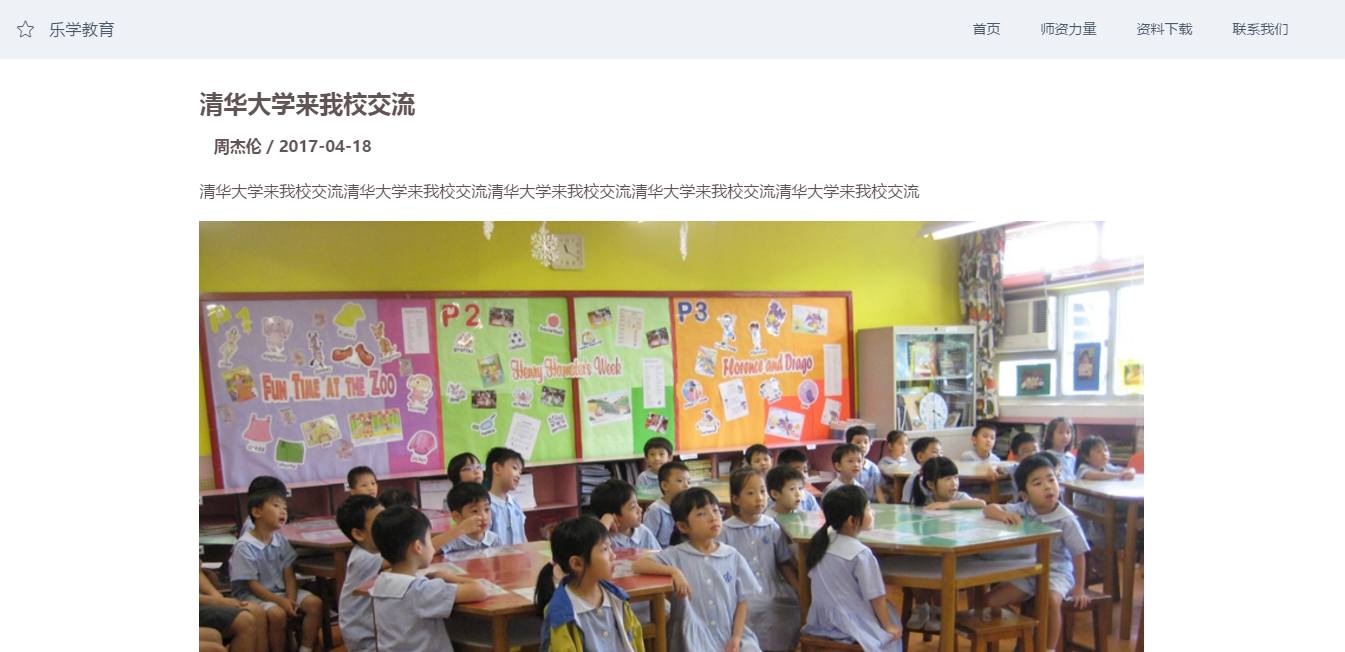 乐学教育
首页
师资力量
资料下载
联系我们
清华大学来我校交流
周杰伦 / 2017-04-18
清华大学来我校交流清华大学来我校交流清华大学来我校交流清华大学来我校交流清华大学来我校交流
P1
P2
P3
FUN TIME AT THE ZOO
Henry Hamster's Week
Florence and Drago